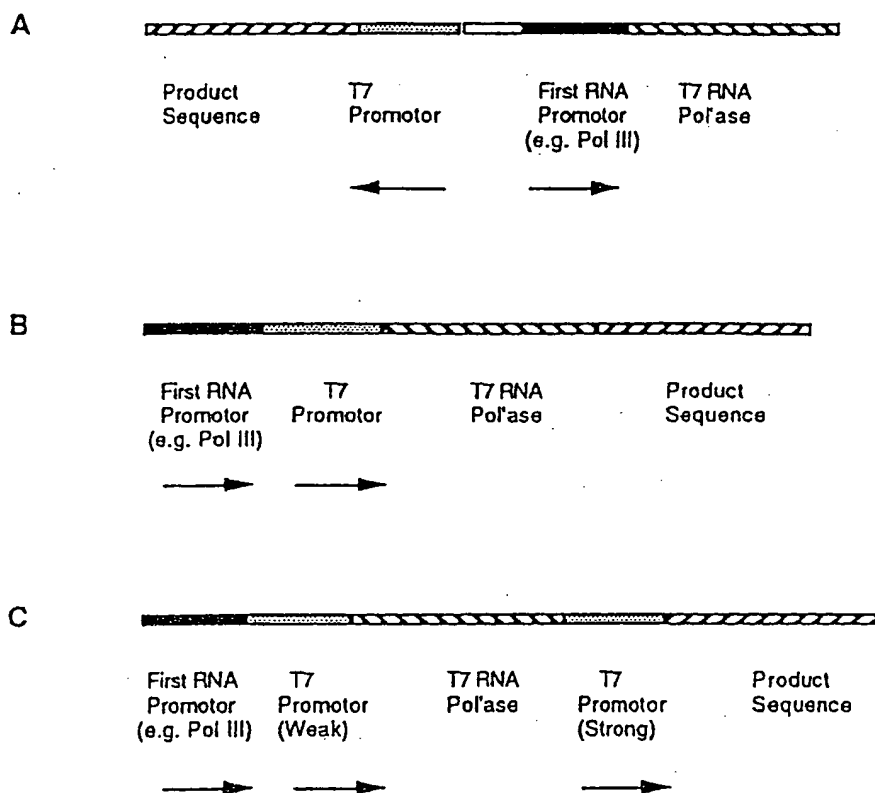 A
Product Sequence
T7 Promotor
First RNA Promotor (e.g. Pol III)
T7 RNA Pol'ase
B
First RNA Promotor (e.g. Pol III)
T7 Promotor
T7 RNA Pol'ase
Product Sequence
C
First RNA Promotor (e.g. Pol III)
T7 Promotor (Weak)
T7 RNA Pol'ase
T7 Promotor (Strong)
Product Sequence